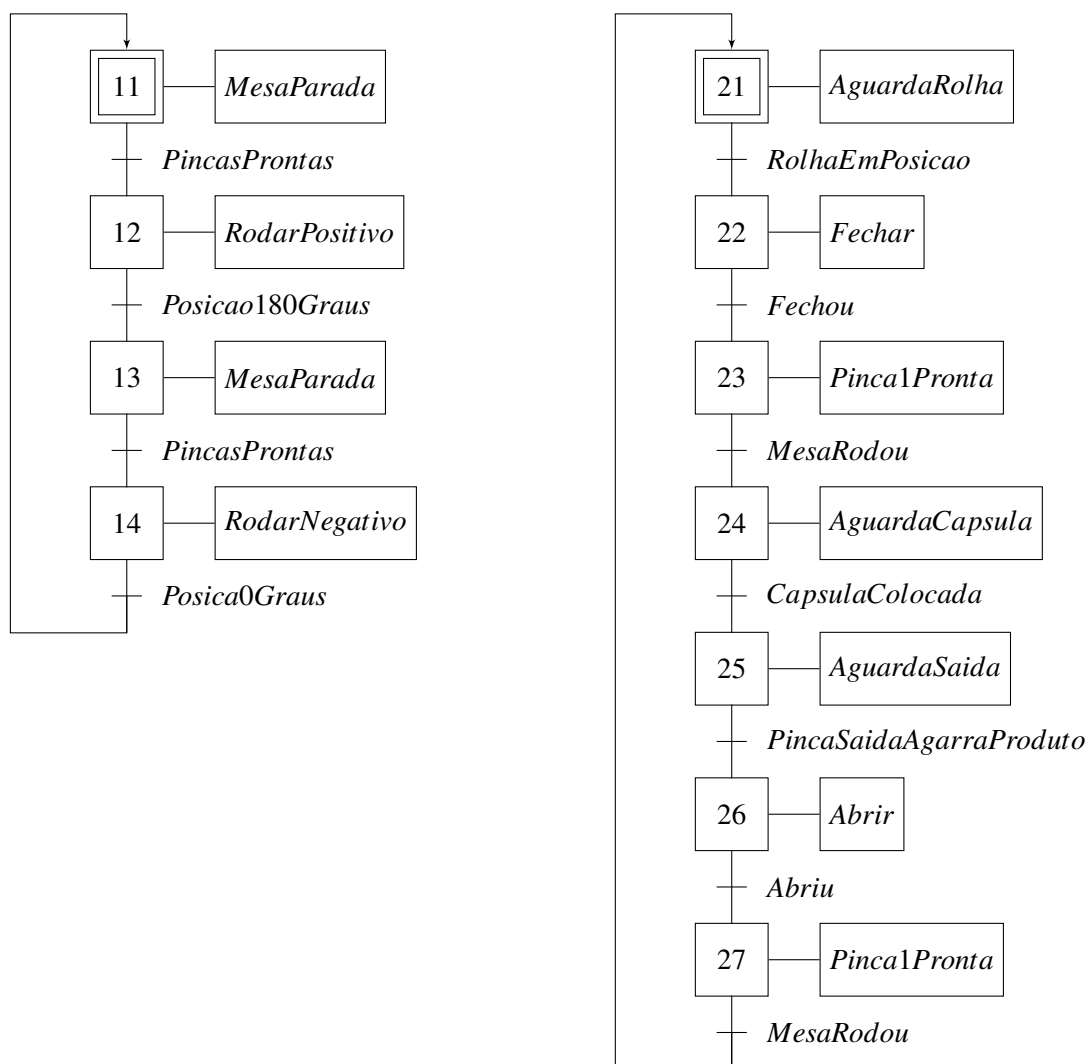 11
MesaParada
PincasProntas
12
RodarPositivo
Posicao180Graus
13
MesaParada
PincasProntas
14
RodarNegativo
Posica0Graus
21
AguardaRolha
RolhaEmPosicao
22
Fechar
Fechou
23
Pinca1Pronta
MesaRodou
24
AguardaCapsula
CapsulaColocada
25
AguardaSaida
PincaSaidaAgarraProduto
26
Abrir
Abriu
27
Pinca1Pronta
MesaRodou